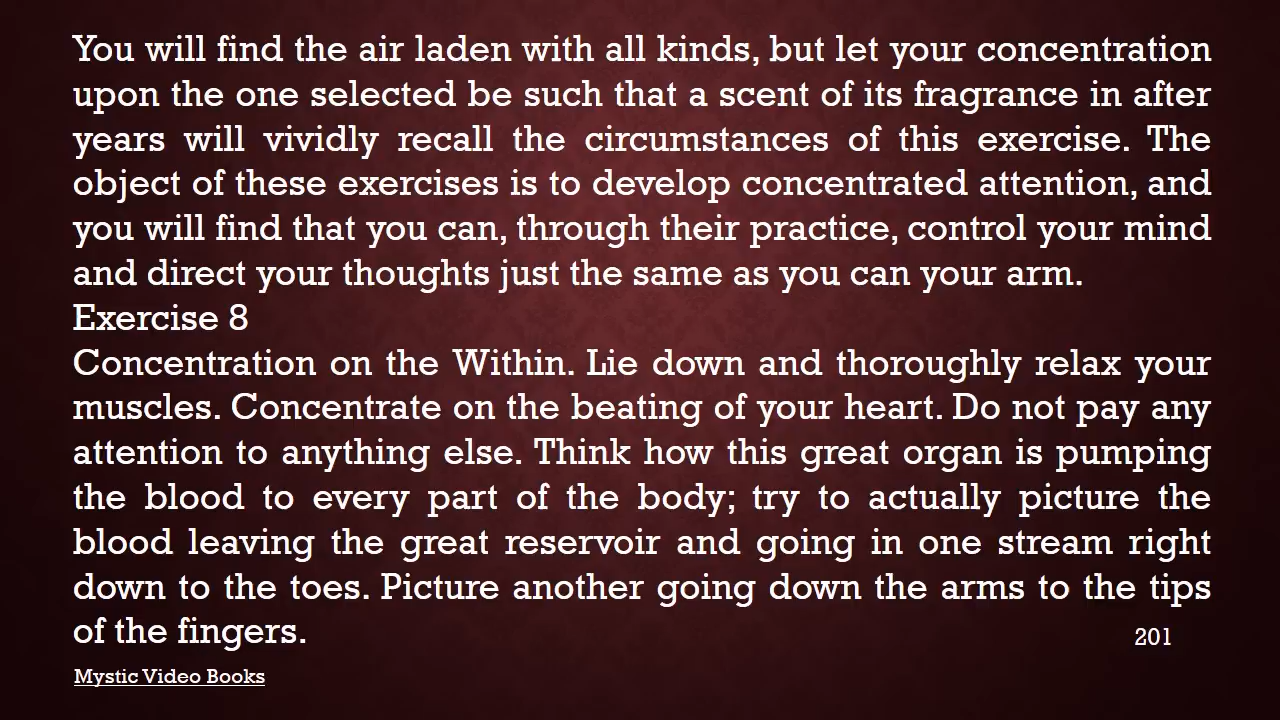 You will find the air laden with all kinds, but let your concentration
upon the one selected be such that a scent of its fragrance in after
years will vividly recall the circumstances of this exercise. The
object of these exercises is to develop concentrated attention, and
you will find that you can, through their practice, control your mind
and direct your thoughts just the same as you can your arm.
Exercise 8
Concentration on the Within. Lie down and thoroughly relax your
muscles. Concentrate on the beating of your heart. Do not pay any
attention to anything else. Think how this great organ is pumping
the blood to every part of the body; try to actually picture the
blood leaving the great reservoir and going in one stream right
down to the toes. Picture another going down the arms to the tips
of the fingers.
201
Mystic Video Books